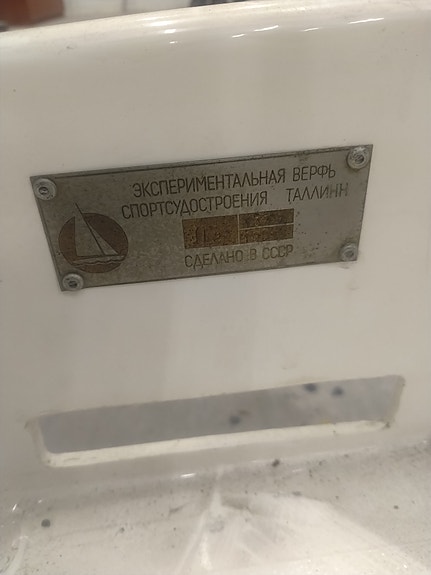 ЭКСПЕРИМЕНТАЛЬНАЯ ВЕРФЬ
СПОРТСУДОСТРОЕНИЯ ТАЛЛИНН
СДЕЛАНО В СССР